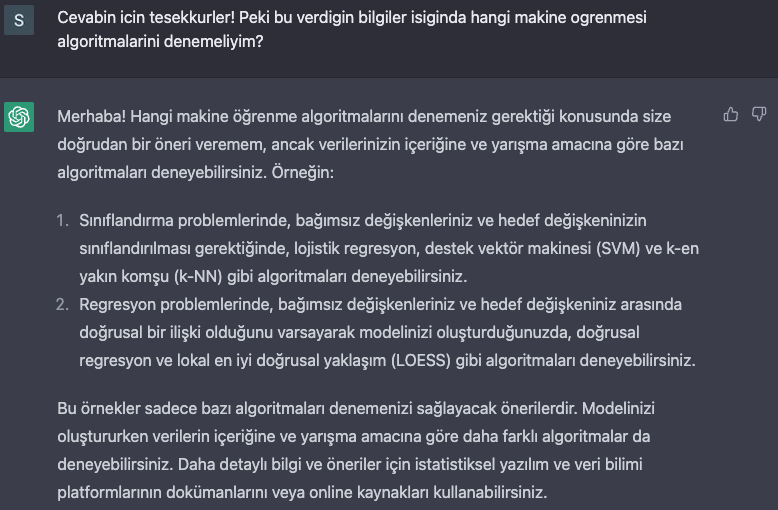 S
Cevabin icin tesekkurler! Peki bu verdigin bilgiler isiginda hangi makine ogrenmesi
algoritmalarini denemeliyim?
Merhaba! Hangi makine öğrenme algoritmalarını denemeniz gerektiği konusunda size
doğrudan bir öneri veremem, ancak verilerinizin içeriğine ve yarışma amacına göre bazı
algoritmaları deneyebilirsiniz. Örneğin:
1. Sınıflandırma problemlerinde, bağımsız değişkenleriniz ve hedef değişkeninizin
sınıflandırılması gerektiğinde, lojistik regresyon, destek vektör makinesi (SVM) ve k-en
yakın komşu (k-NN) gibi algoritmaları deneyebilirsiniz.
2. Regresyon problemlerinde, bağımsız değişkenleriniz ve hedef değişkeniniz arasında
doğrusal bir ilişki olduğunu varsayarak modelinizi oluşturduğunuzda, doğrusal
regresyon ve lokal en iyi doğrusal yaklaşım (LOESS) gibi algoritmaları deneyebilirsiniz.
Bu örnekler sadece bazı algoritmaları denemenizi sağlayacak önerilerdir. Modelinizi
oluştururken verilerin içeriğine ve yarışma amacına göre daha farklı algoritmalar da
deneyebilirsiniz. Daha detaylı bilgi ve öneriler için istatistiksel yazılım ve veri bilimi
platformlarının dokümanlarını veya online kaynakları kullanabilirsiniz.